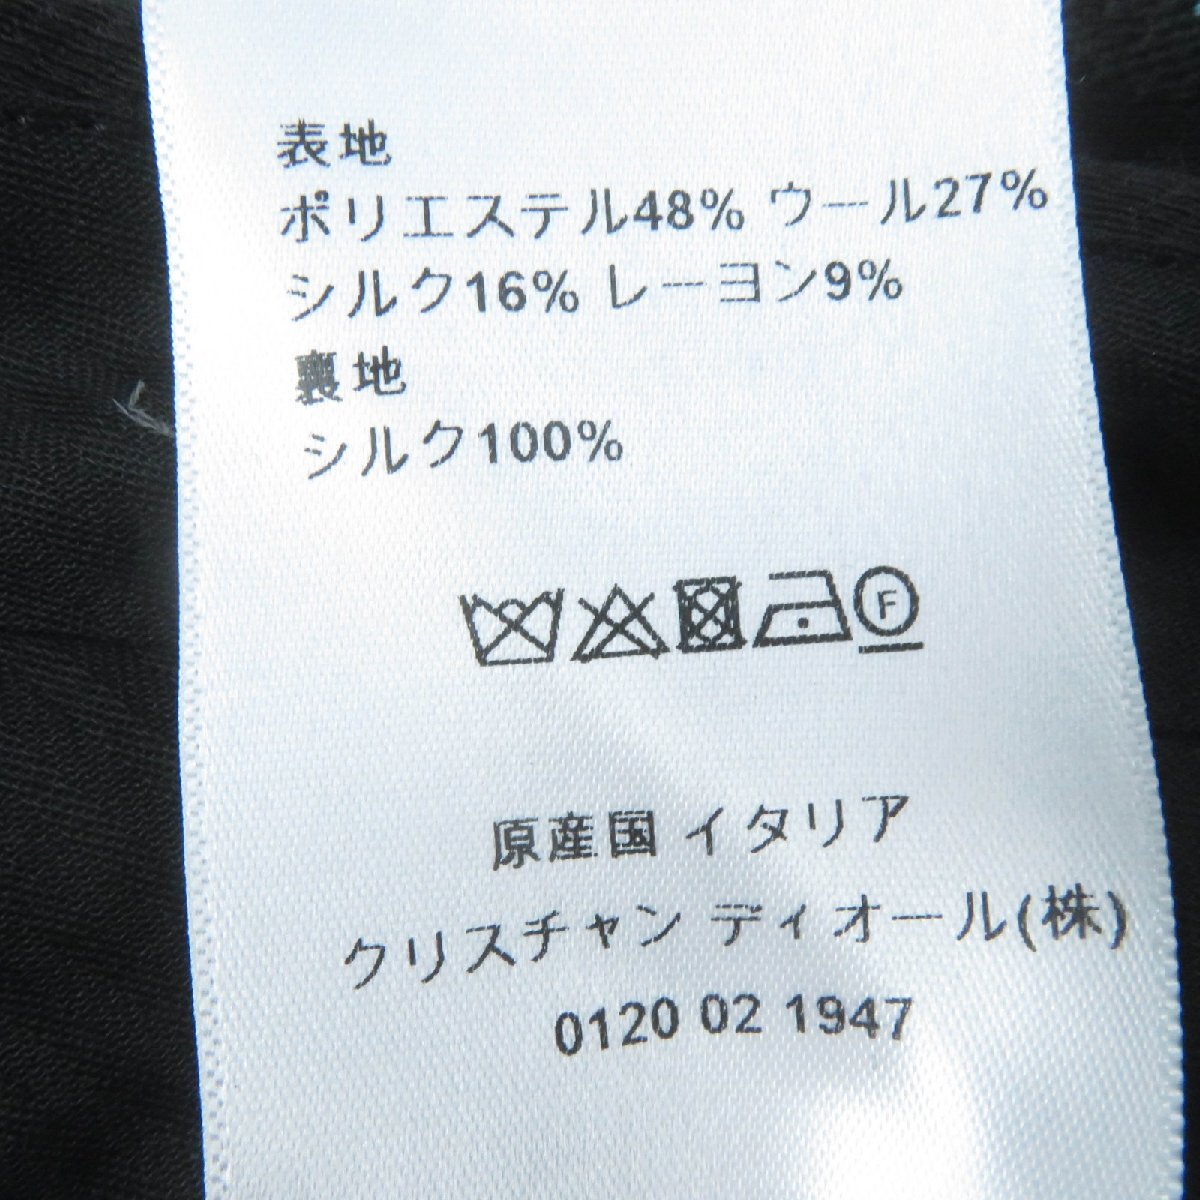 表地
ポリエステル48% ウール27%
シルク16% レーヨン9%
裏地
シルク100%
F
原産国 イタリア
クリスチャン ディオール(株)
0120 02 1947